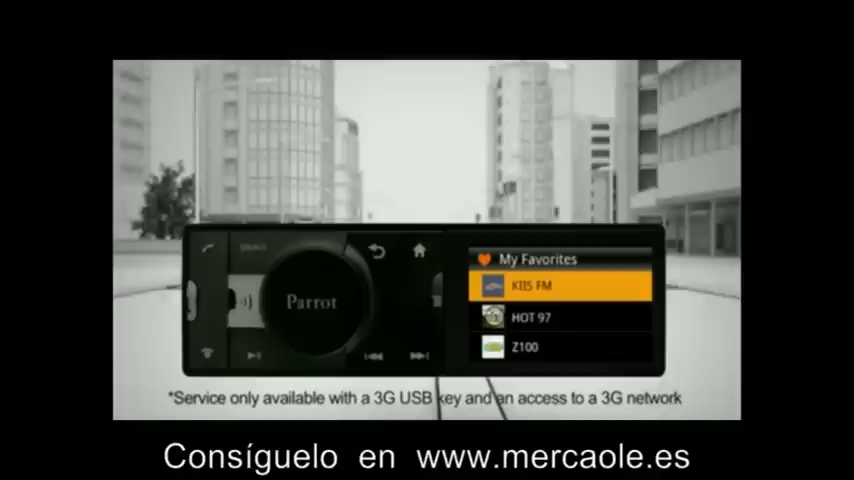 SOURCE
My Favorites
KIIS FM
Parrot
HOT 97
Z100
*Service only available with a 3G USB key and an access to a 3G network
Consíguelo en www.mercaole.es